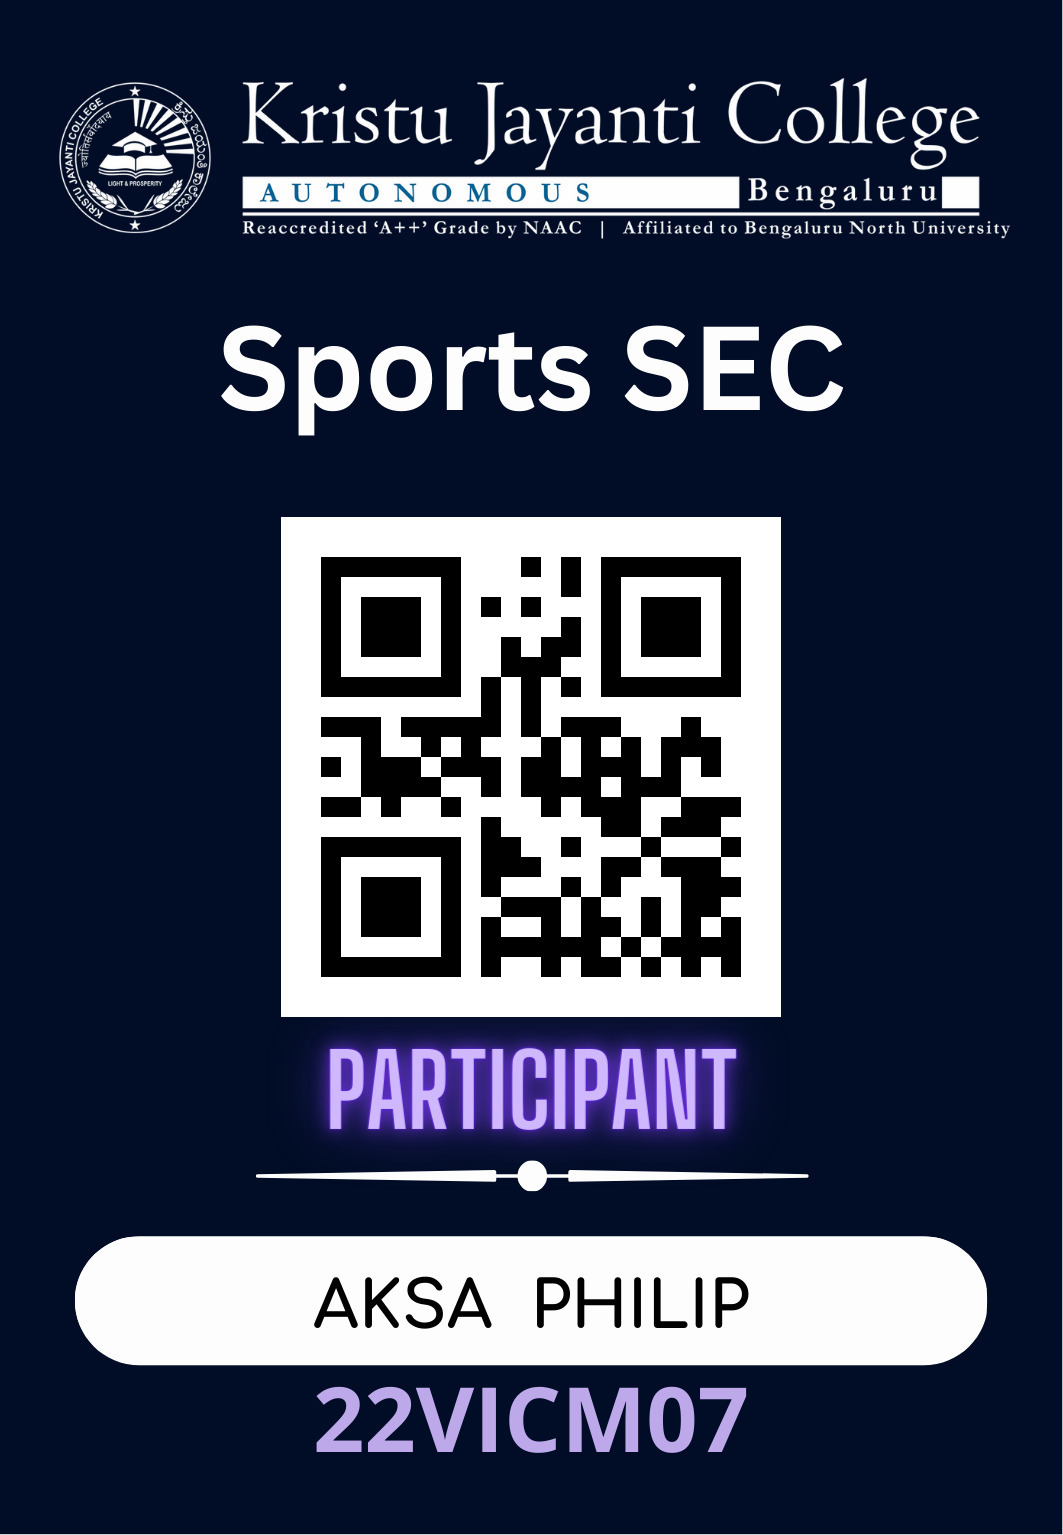 KRISTU JAYANTI COLLEGE
ಕ್ರಿಸ್ತು ಜಯಂತಿ ಕಾಲೇಜು
LIGHT & PROSPERITY
Kristu Jayanti College
AUTONOMOUS Bengaluru
Reaccredited ‘A++’ Grade by NAAC | Affiliated to Bengaluru North University
Sports SEC
PARTICIPANT
AKSA PHILIP
22VICM07